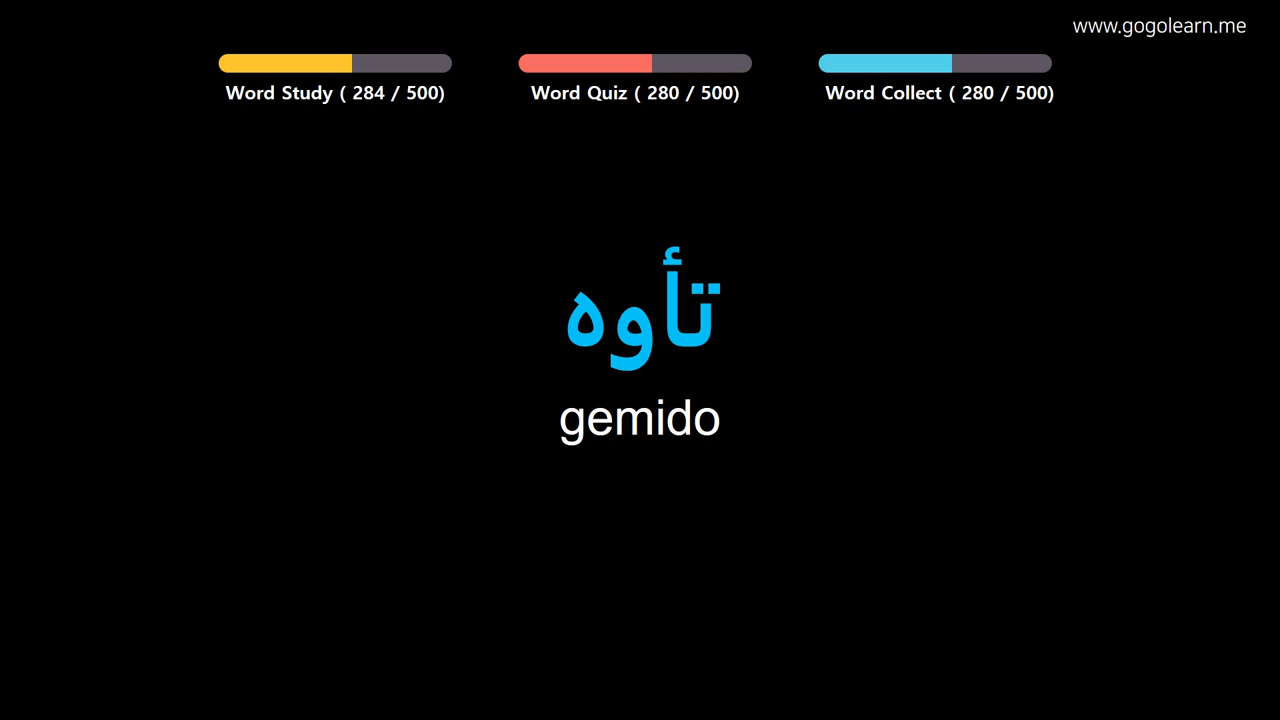 www.gogolearn.me
Word Study ( 284 / 500)
Word Quiz ( 280 / 500)
Word Collect ( 280 / 500)
تأوه
gemido